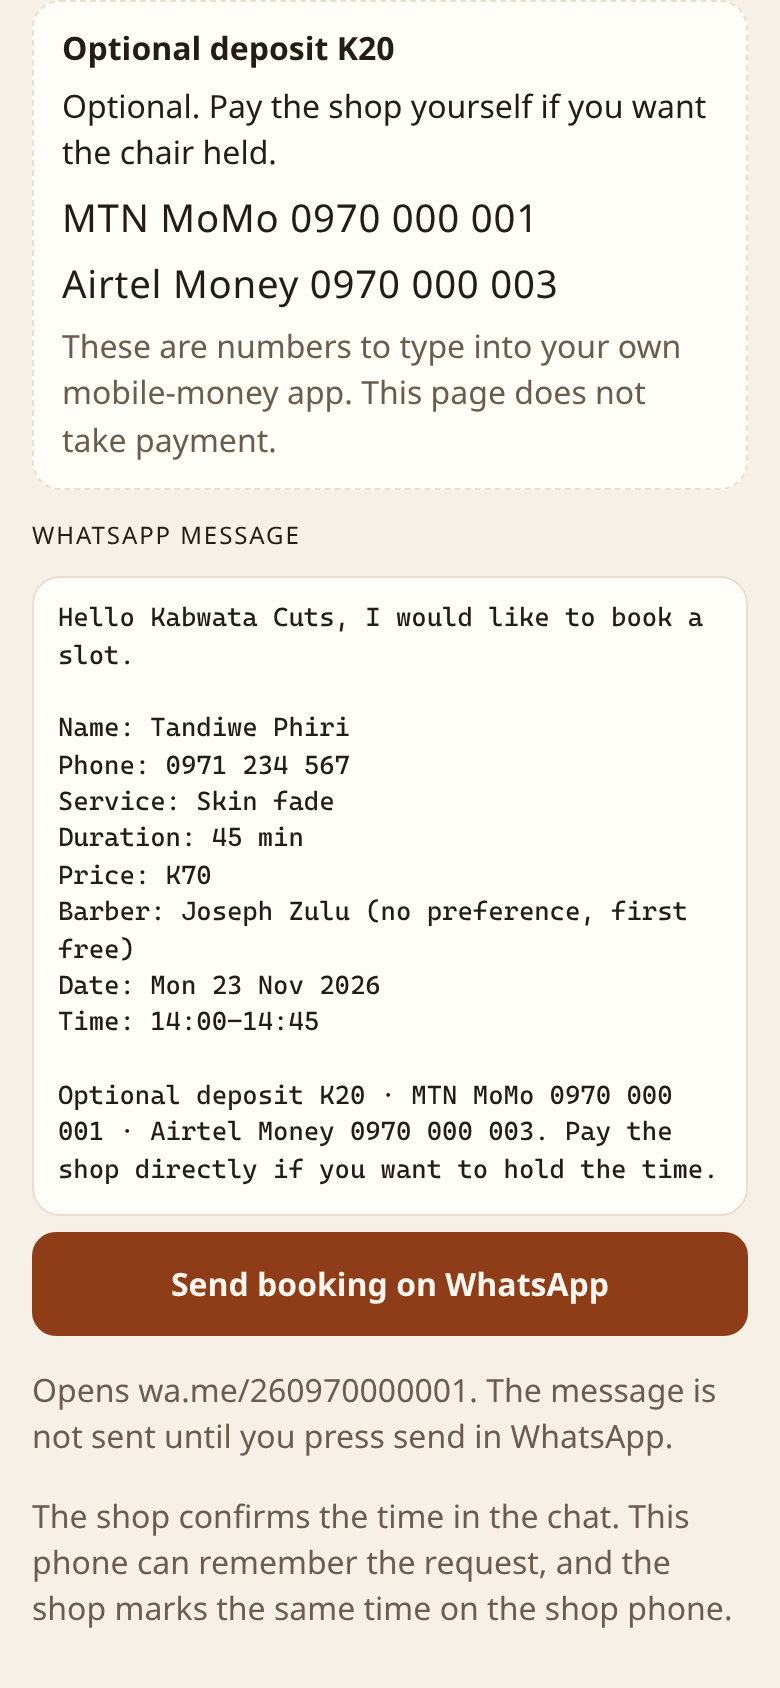 Optional deposit K20
Optional. Pay the shop yourself if you want
the chair held.
MTN MoMo 0970 000 001
Airtel Money 0970 000 003
These are numbers to type into your own
mobile-money app. This page does not
take payment.
WHATSAPP MESSAGE
Hello Kabwata Cuts, I would like to book a
slot.
Name: Tandiwe Phiri
Phone: 0971 234 567
Service: Skin fade
Duration: 45 min
Price: K70
Barber: Joseph Zulu (no preference, first
free)
Date: Mon 23 Nov 2026
Time: 14:00–14:45
Optional deposit K20 · MTN MoMo 0970 000
001 · Airtel Money 0970 000 003. Pay the
shop directly if you want to hold the time.
Send booking on WhatsApp
Opens wa.me/260970000001. The message is
not sent until you press send in WhatsApp.
The shop confirms the time in the chat. This
phone can remember the request, and the
shop marks the same time on the shop phone.